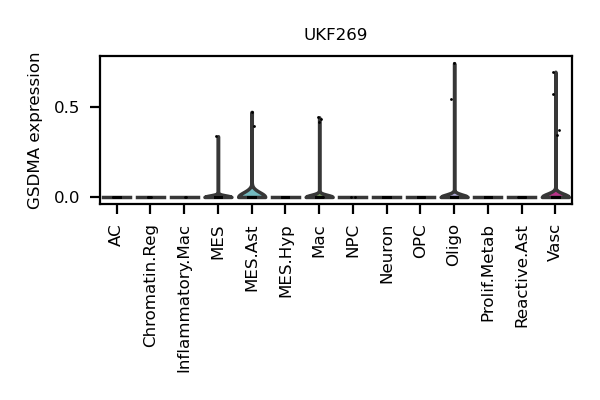 UKF269
GSDMA expression
0.5
0.0
AC
Chromatin.Reg
Inflammatory.Mac
MES
MES.Ast
MES.Hyp
Mac
NPC
Neuron
OPC
Oligo
Prolif.Metab
Reactive.Ast
Vasc